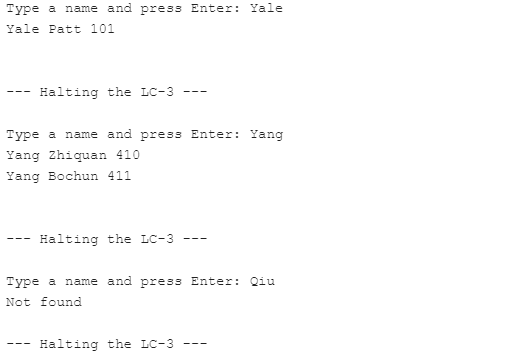 Type a name and press Enter: Yale
Yale Patt 101
--- Halting the LC-3 ---
Type a name and press Enter: Yang
Yang Zhiquan 410
Yang Bochun 411
--- Halting the LC-3 ---
Type a name and press Enter: Qiu
Not found
--- Halting the LC-3 ---